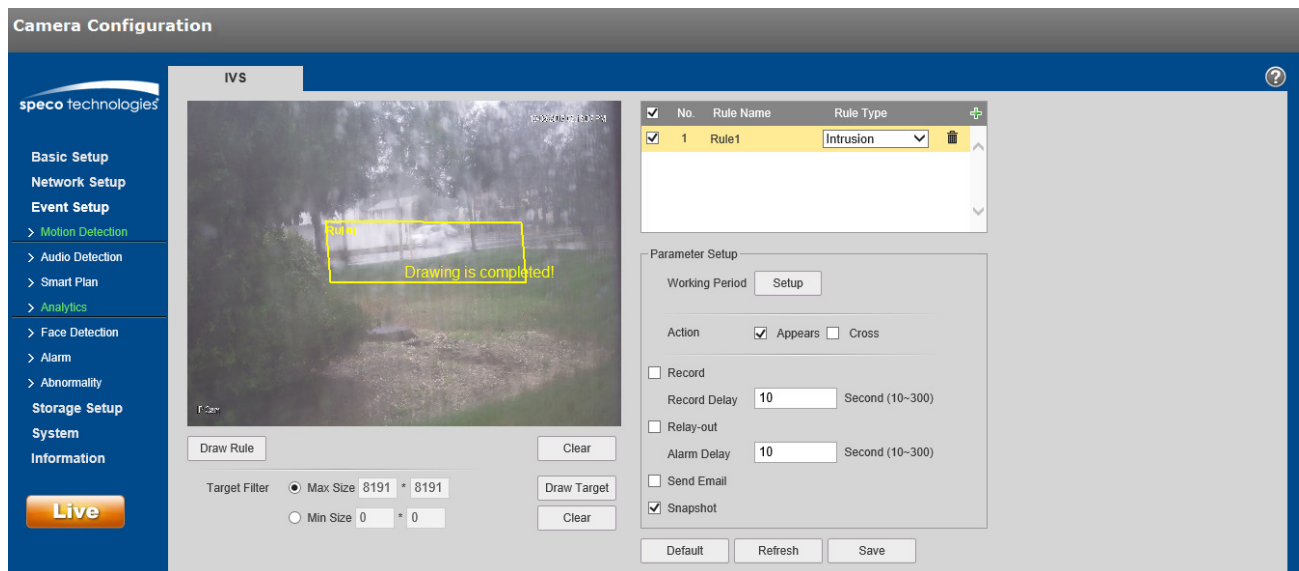 Camera Configuration
speco technologies
IVS
?
Basic Setup
Network Setup
Event Setup
> Motion Detection
> Audio Detection
> Smart Plan
> Analytics
> Face Detection
> Alarm
> Abnormality
Storage Setup
System
Information
Live
Rule1
Drawing is completed!
Draw Rule
Clear
Target Filter Max Size 8191 * 8191 Draw Target
Min Size 0 * 0 Clear
No. Rule Name Rule Type
1 Rule1 Intrusion
Parameter Setup
Working Period Setup
Action Appears Cross
Record
Record Delay 10 Second (10~300)
Relay-out
Alarm Delay 10 Second (10~300)
Send Email
Snapshot
Default Refresh Save